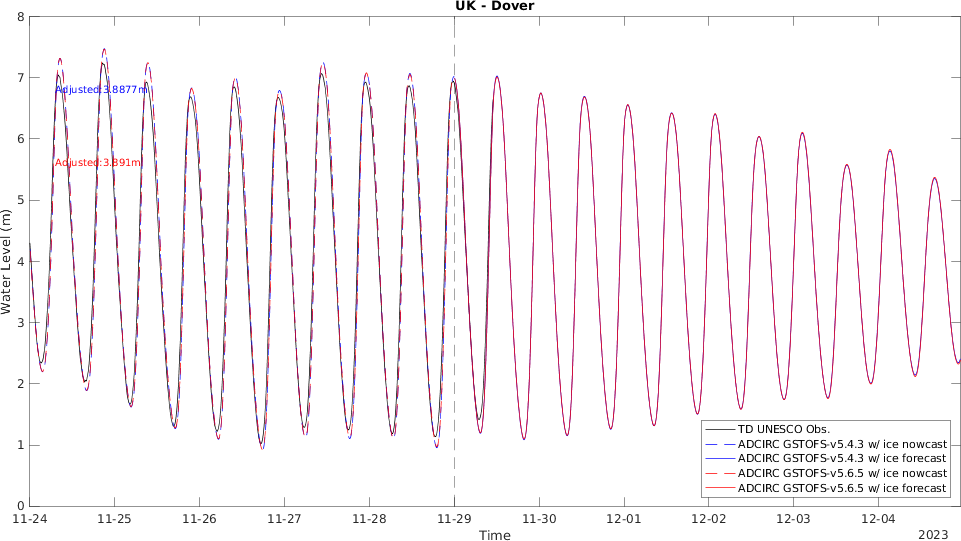 UK - Dover
8
7
Adjusted:3.8877m
6
Adjusted:3.891m
5
4
3
2
1
0
Water Level (m)
TD UNESCO Obs.
ADCIRC GSTOFS-v5.4.3 w/ ice nowcast
ADCIRC GSTOFS-v5.4.3 w/ ice forecast
ADCIRC GSTOFS-v5.6.5 w/ ice nowcast
ADCIRC GSTOFS-v5.6.5 w/ ice forecast
11-24 11-25 11-26 11-27 11-28 11-29 11-30 12-01 12-02 12-03 12-04
Time
2023